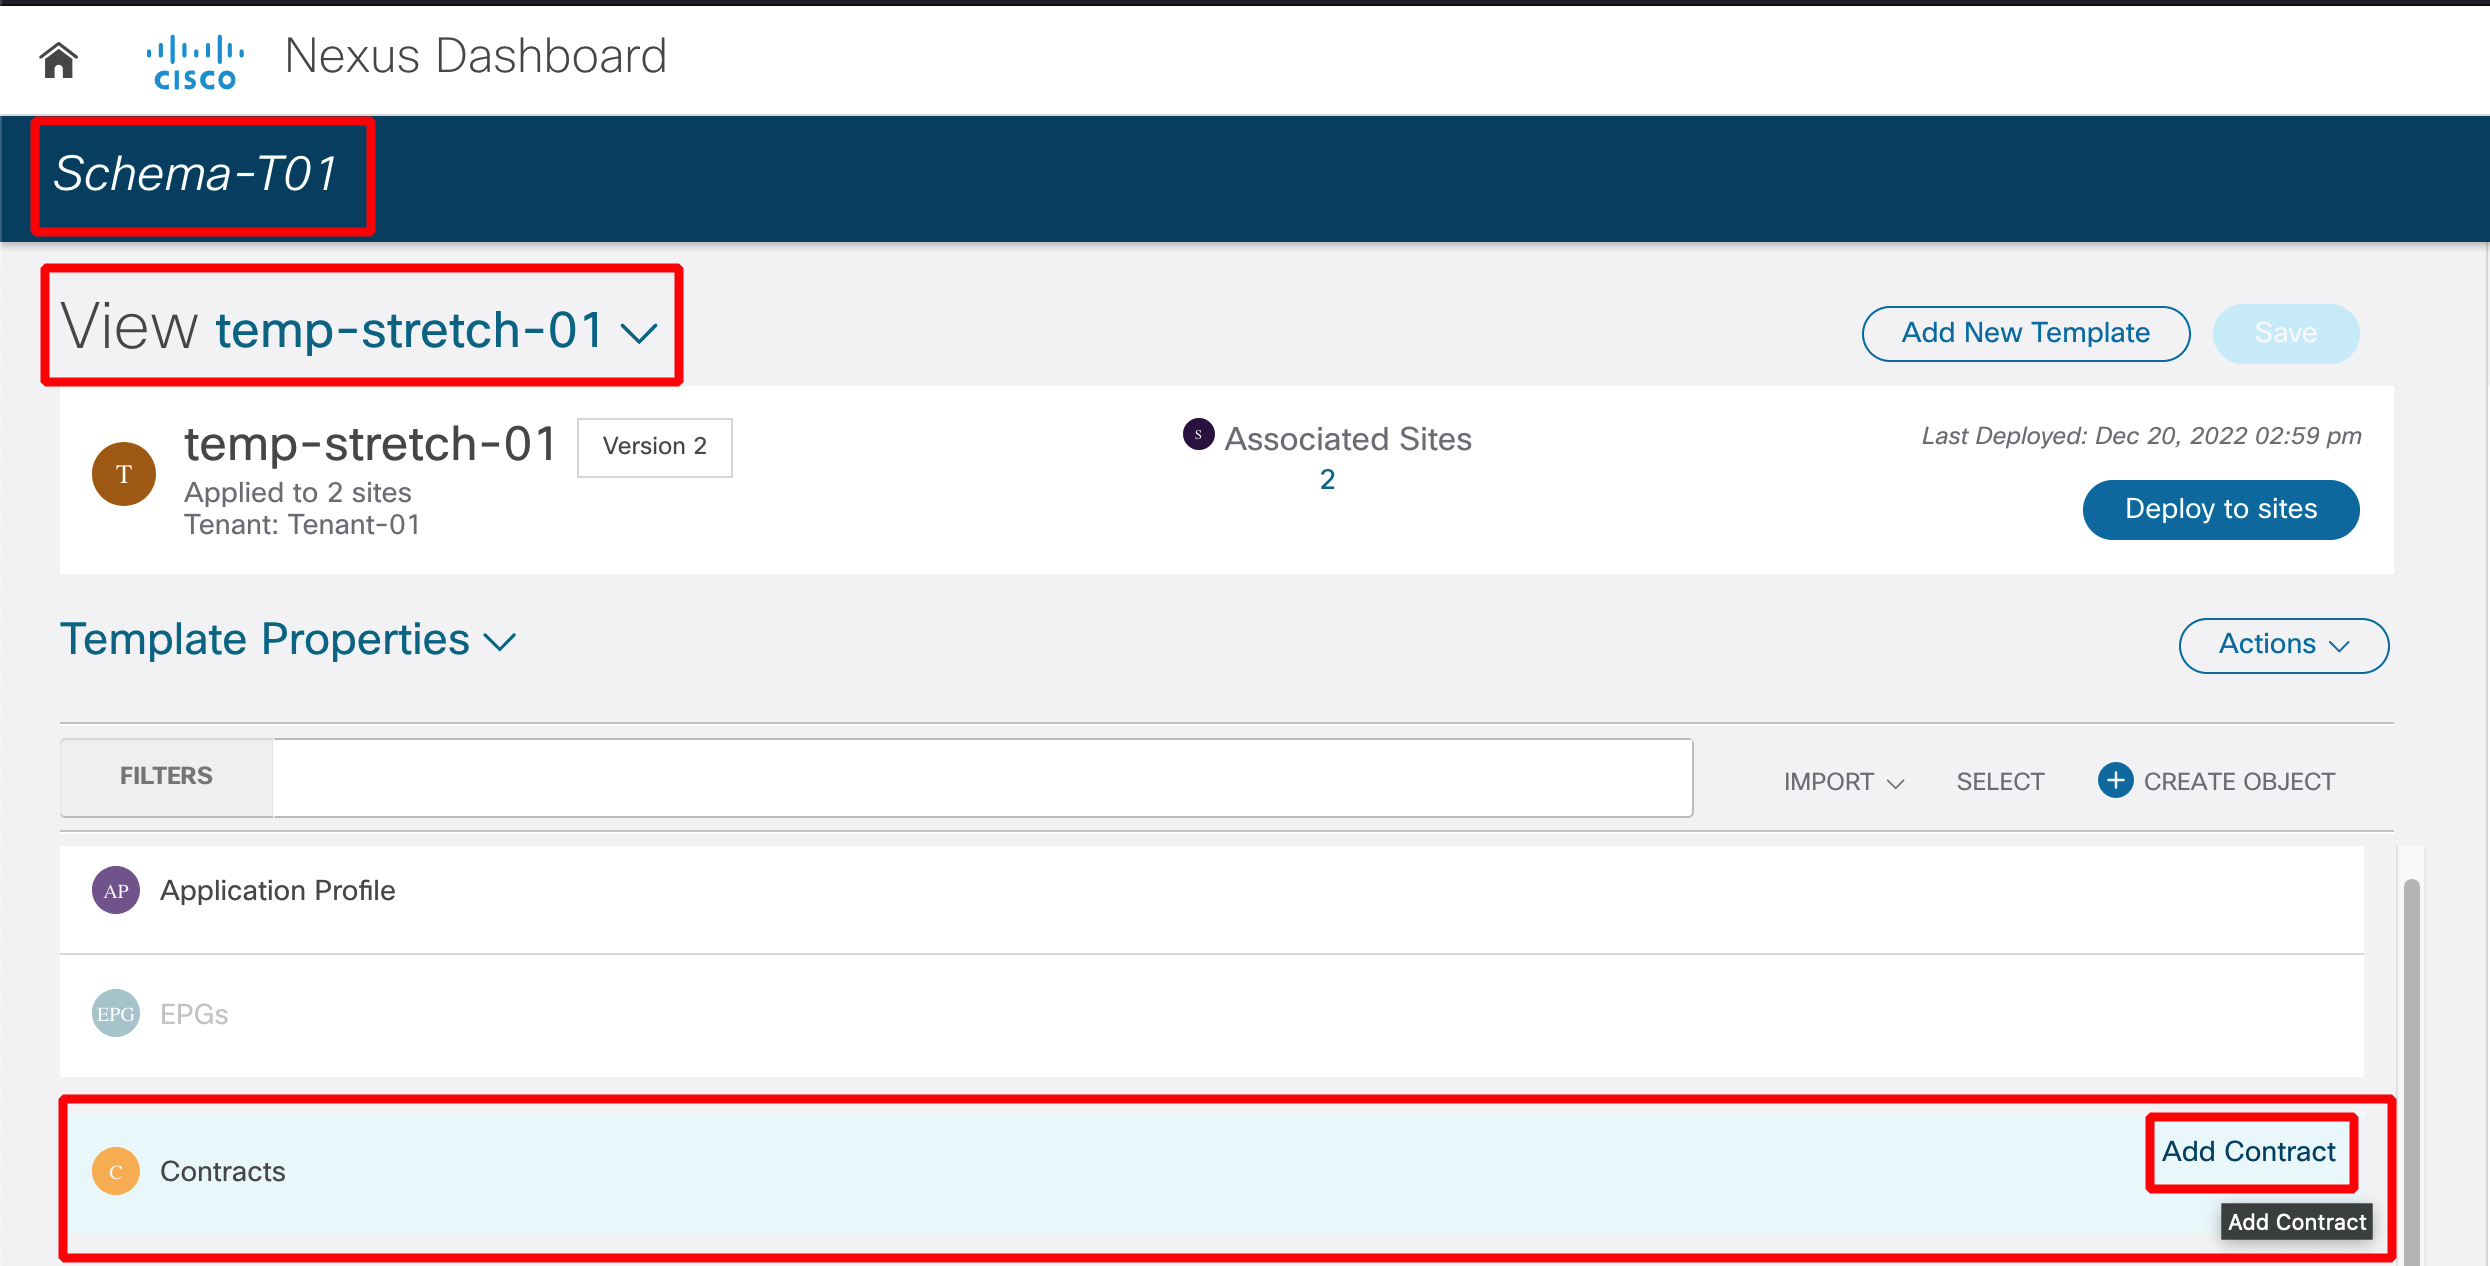 CISCO Nexus Dashboard
Schema-T01
View temp-stretch-01
Add New Template
Save
T
temp-stretch-01
Version 2
Applied to 2 sites
Tenant: Tenant-01
S Associated Sites
2
Last Deployed: Dec 20, 2022 02:59 pm
Deploy to sites
Template Properties
Actions
FILTERS
IMPORT
SELECT
CREATE OBJECT
AP Application Profile
EPG EPGs
C Contracts
Add Contract
Add Contract